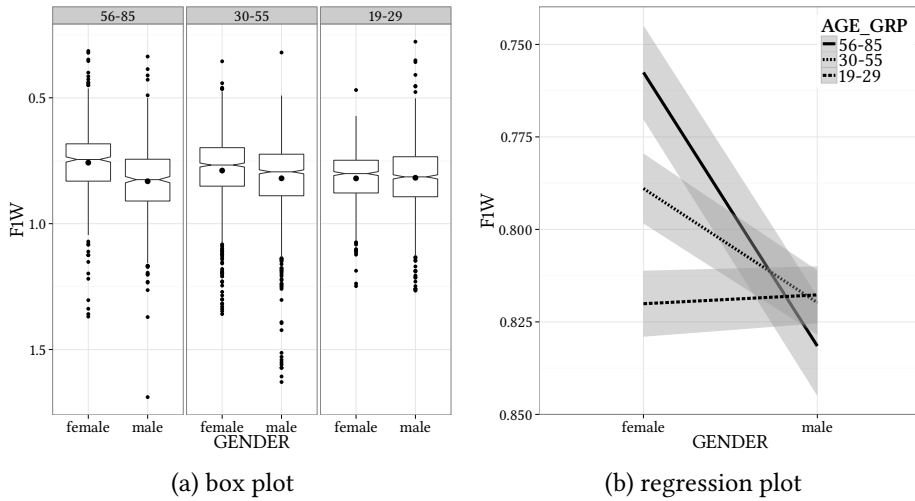 56-85 30-55 19-29
0.5
1.0
1.5
F1W
female male female male female male
GENDER
(a) box plot
AGE_GRP
56-85
30-55
19-29
0.750
0.775
0.800
0.825
0.850
F1W
female male
GENDER
(b) regression plot